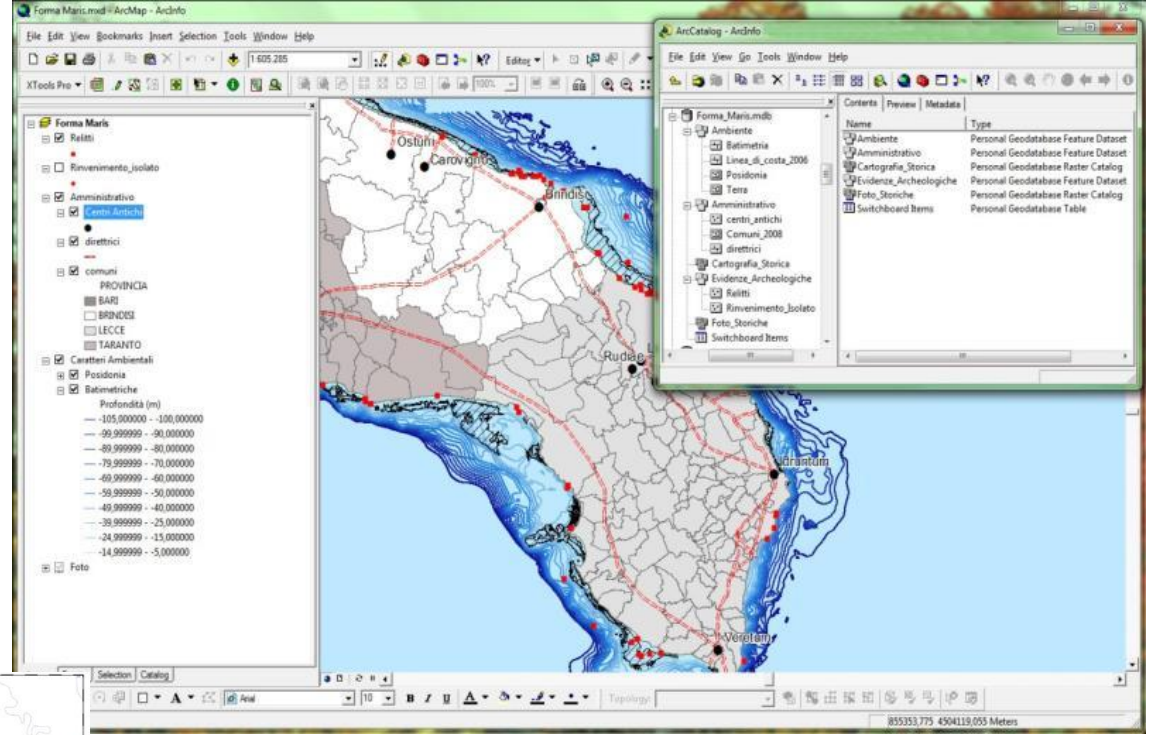 Forma Maris.mxd - ArcMap - ArcInfo
File Edit View Bookmarks Insert Selection Tools Window Help
1:605.285
Editor
XTools Pro
100%
Forma Maris
Relitti
Rinvenimento_isolato
Amministrativo
Centri Antichi
direttrici
comuni
PROVINCIA
BARI
BRINDISI
LECCE
TARANTO
Caratteri Ambientali
Posidonia
Batimetriche
Profondità (m)
-105,000000 - -100,000000
-99,999999 - -90,000000
-89,999999 - -80,000000
-79,999999 - -70,000000
-69,999999 - -60,000000
-59,999999 - -50,000000
-49,999999 - -40,000000
-39,999999 - -25,000000
-24,999999 - -15,000000
-14,999999 - -5,000000
Foto
Selection Catalog
Ostuni
Carovigno
Brindisi
Rudiae
Idruntum
Veretum
ArcCatalog - ArcInfo
File Edit View Go Tools Window Help
Forma_Maris.mdb
Ambiente
Batimetria
Linea_di_costa_2006
Posidonia
Terra
Amministrativo
centri_antichi
Comuni_2008
direttrici
Cartografia_Storica
Evidenze_Archeologiche
Relitti
Rinvenimento_Isolato
Foto_Storiche
Switchboard Items
Contents Preview Metadata
Name Type
Ambiente Personal Geodatabase Feature Dataset
Amministrativo Personal Geodatabase Feature Dataset
Cartografia_Storica Personal Geodatabase Raster Catalog
Evidenze_Archeologiche Personal Geodatabase Feature Dataset
Foto_Storiche Personal Geodatabase Raster Catalog
Switchboard Items Personal Geodatabase Table
A Arial 10 B I U A Topology:
855353,775 4504119,055 Meters